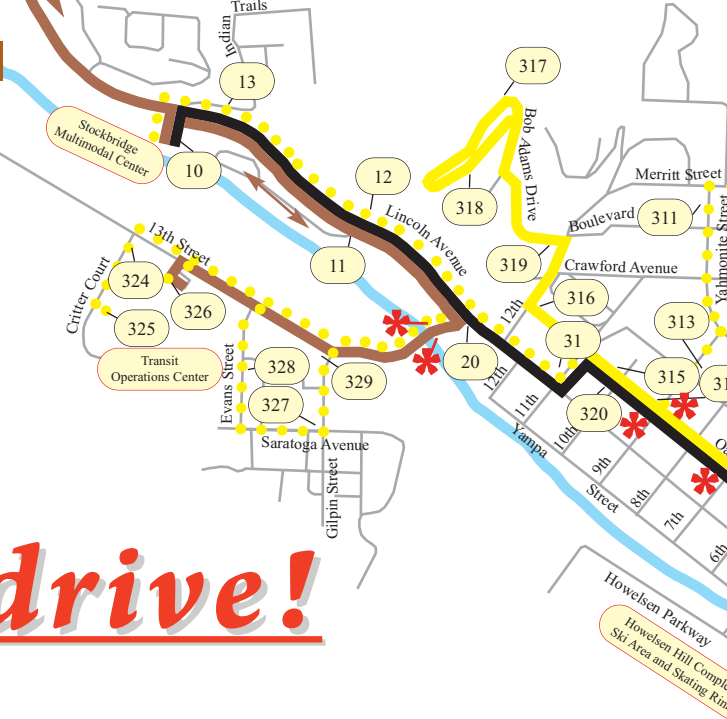 Trails
Indian
317
13
Stockbridge
Multimodal Center
10
12
Bob Adams Drive
Merritt Street
318
Boulevard
311
Yahmonite Street
Lincoln Avenue
13th Street
11
319
Crawford Avenue
324
Critter Court
326
12th
316
325
313
Transit
Operations Center
31
328
Evans Street
329
20
12th
315
31
327
11th
320
Saratoga Avenue
Yampa
10th
Oa
Gilpin Street
9th
Street
8th
7th
6th
drive!
Howelsen Parkway
Howelsen Hill Comple
Ski Area and Skating Rin